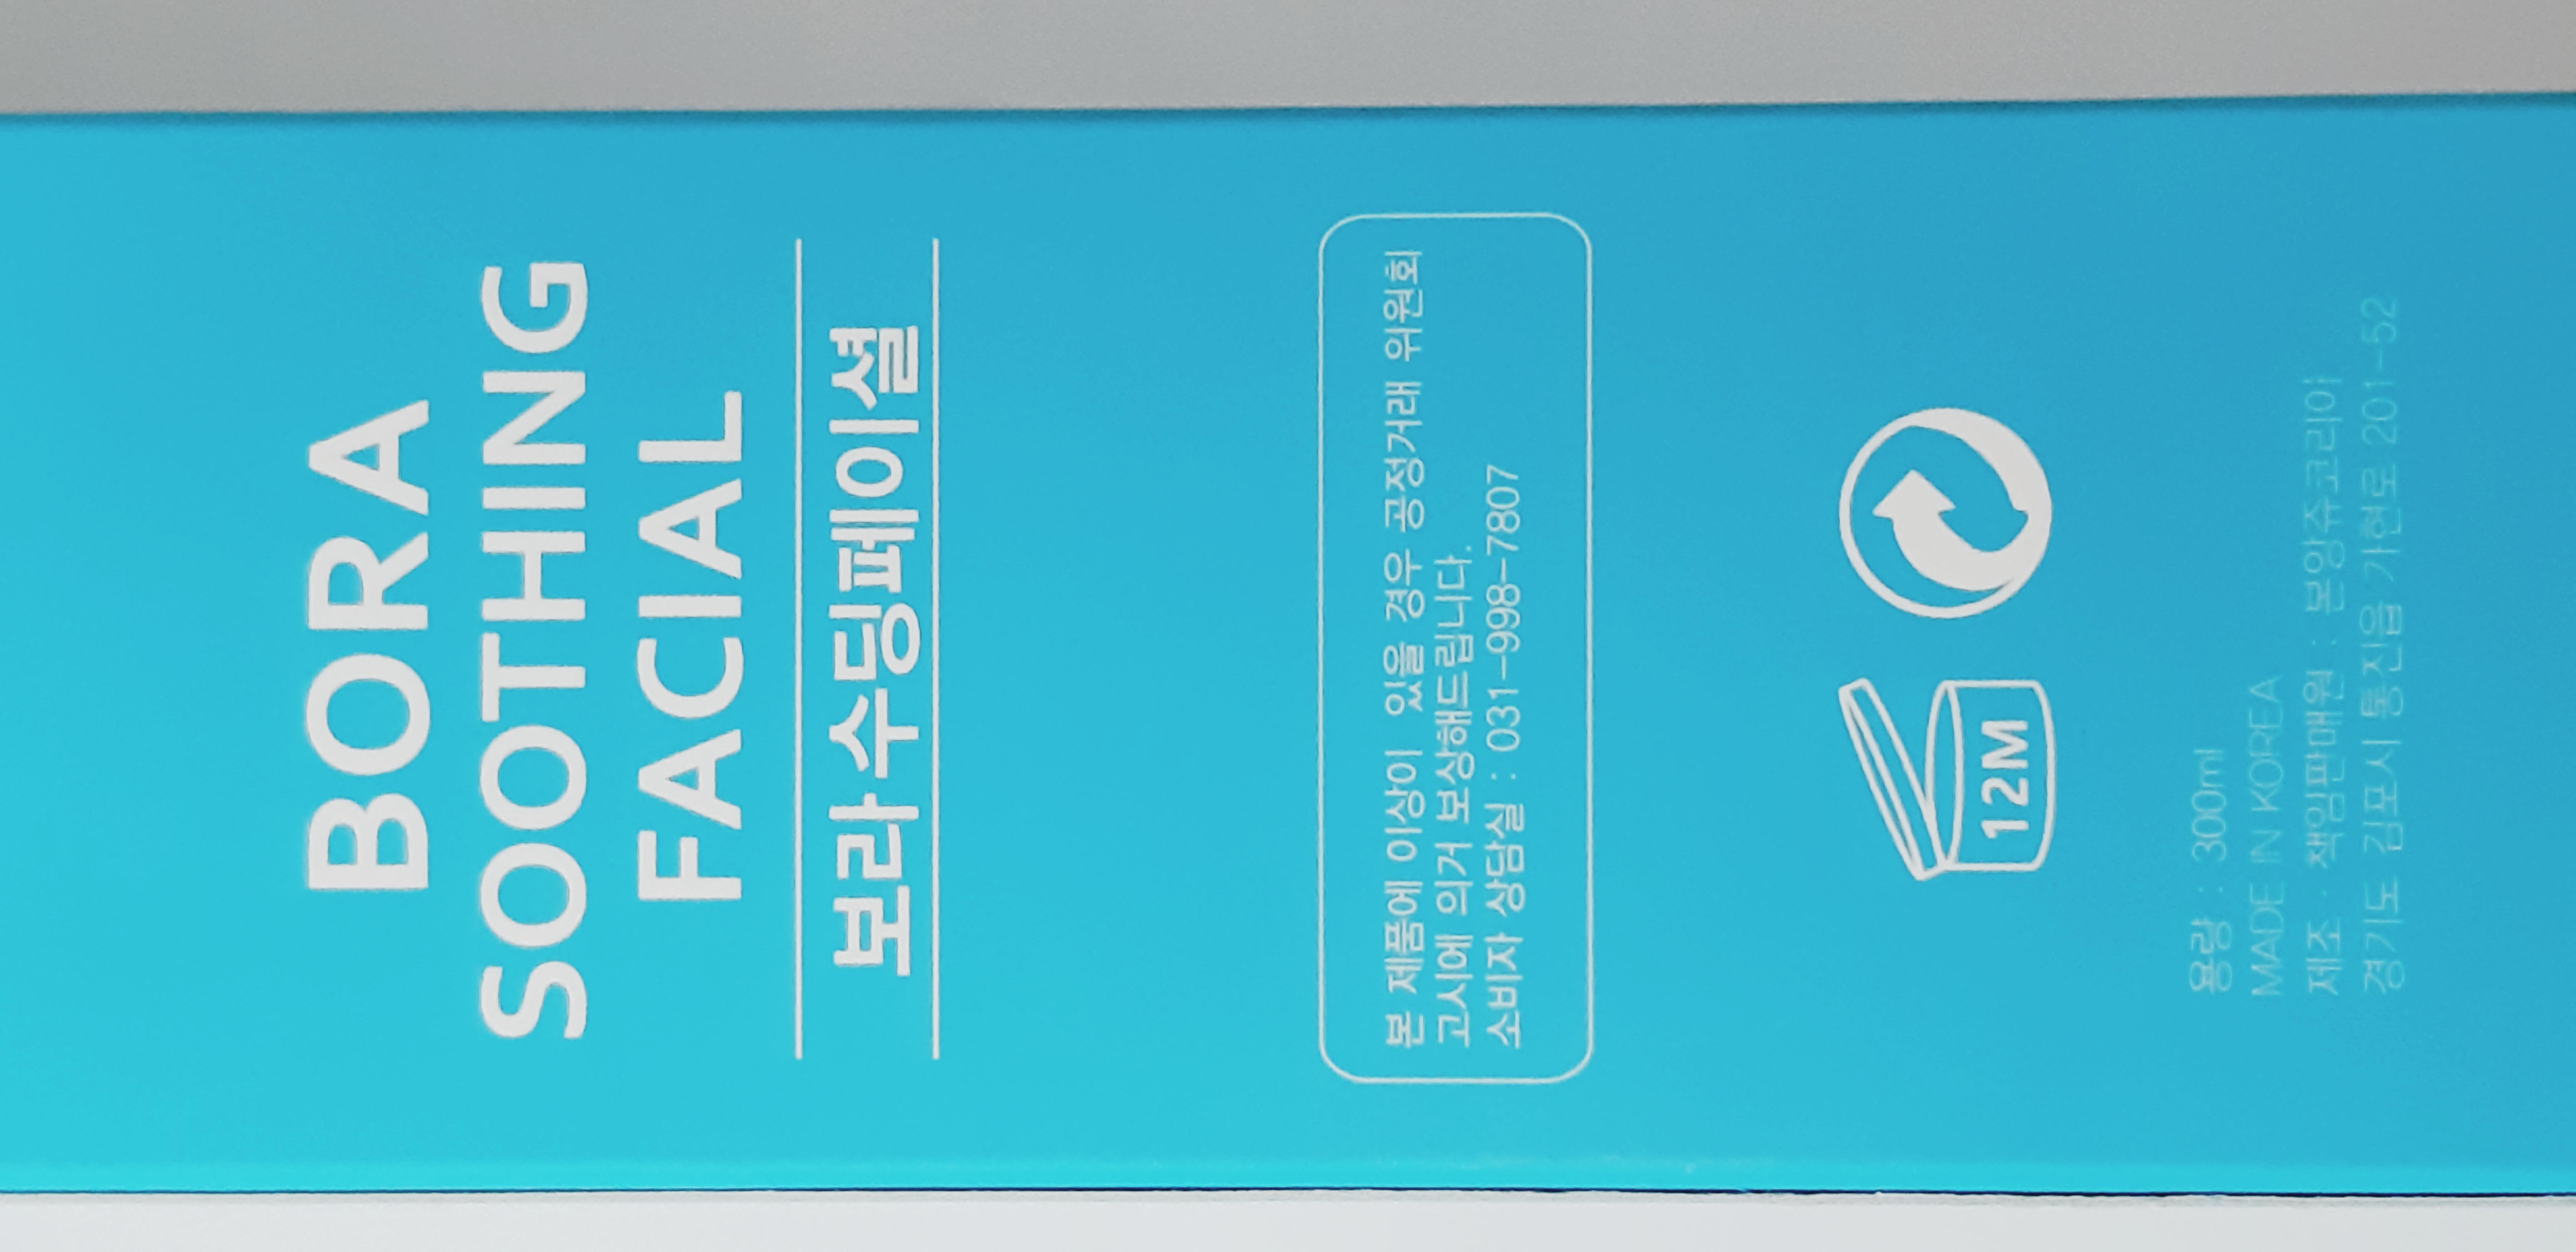 BORA
SOOTHING
FACIAL
보라수딩페이셜
본 제품에 이상이 있을 경우 공정거래 위원회
고시에 의거 보상해드립니다.
소비자 상담실 : 031-998-7807
12M
용량 : 300ml
MADE IN KOREA
제조 · 책임판매원 : 본앙쥬코리아
경기도 김포시 통진읍 기현로 201-52